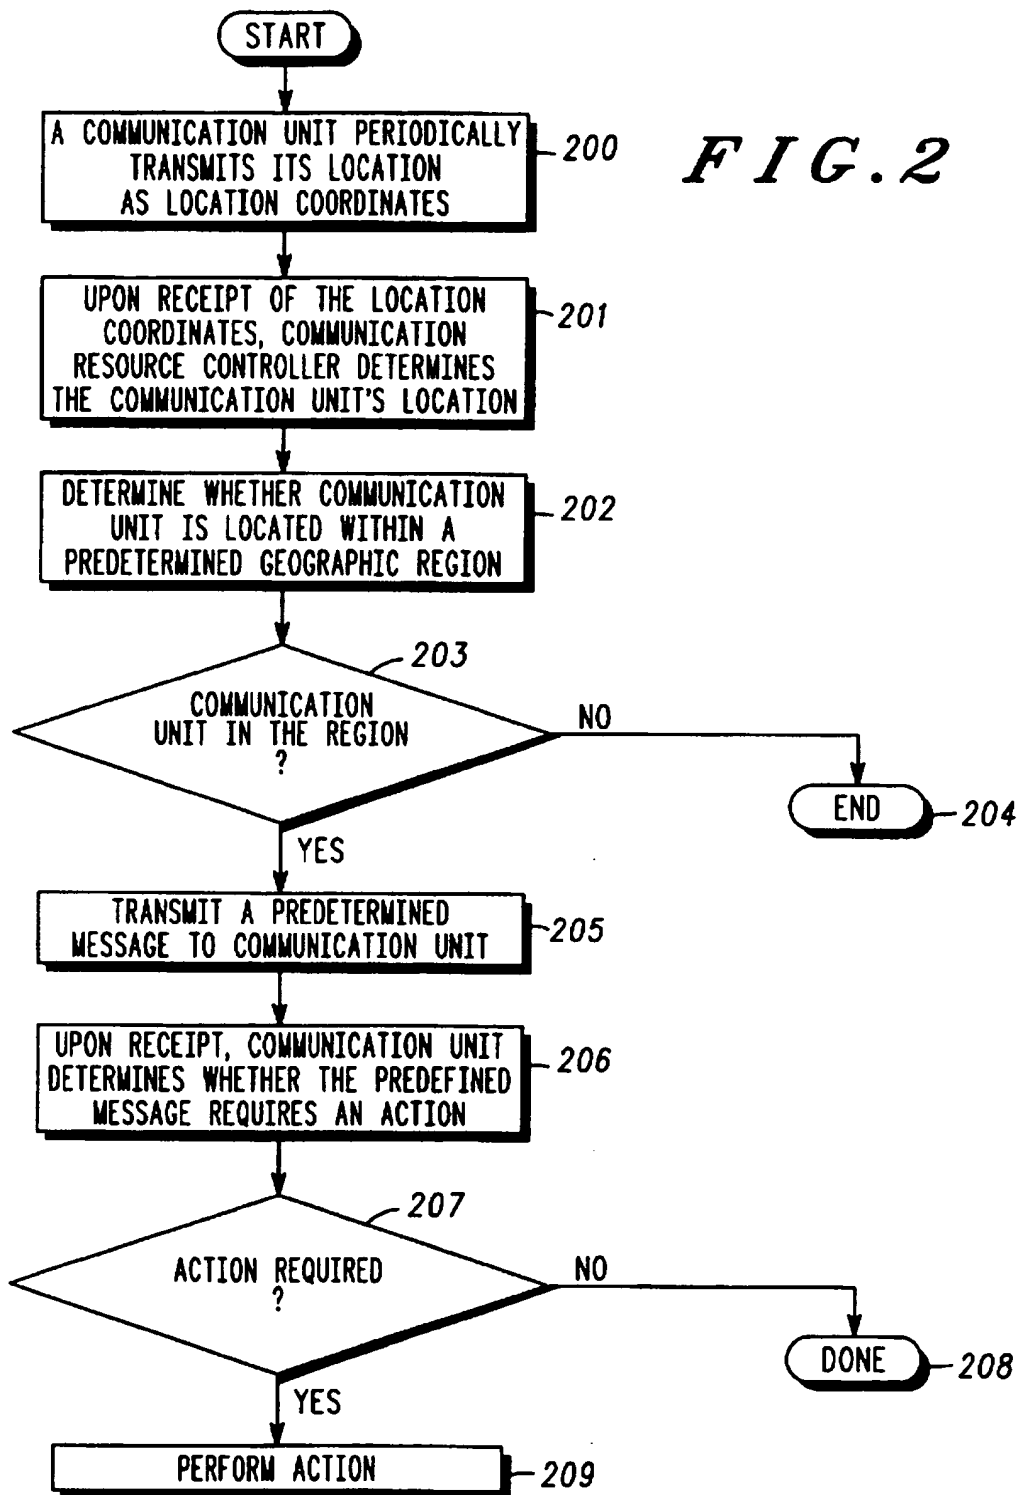 START
A COMMUNICATION UNIT PERIODICALLY
TRANSMITS ITS LOCATION
AS LOCATION COORDINATES
200
FIG.2
UPON RECEIPT OF THE LOCATION
COORDINATES, COMMUNICATION
RESOURCE CONTROLLER DETERMINES
THE COMMUNICATION UNIT'S LOCATION
201
DETERMINE WHETHER COMMUNICATION
UNIT IS LOCATED WITHIN A
PREDETERMINED GEOGRAPHIC REGION
202
203
COMMUNICATION
UNIT IN THE REGION
?
NO
END
204
YES
TRANSMIT A PREDETERMINED
MESSAGE TO COMMUNICATION UNIT
205
UPON RECEIPT, COMMUNICATION UNIT
DETERMINES WHETHER THE PREDEFINED
MESSAGE REQUIRES AN ACTION
206
207
ACTION REQUIRED
?
NO
DONE
208
YES
PERFORM ACTION
209